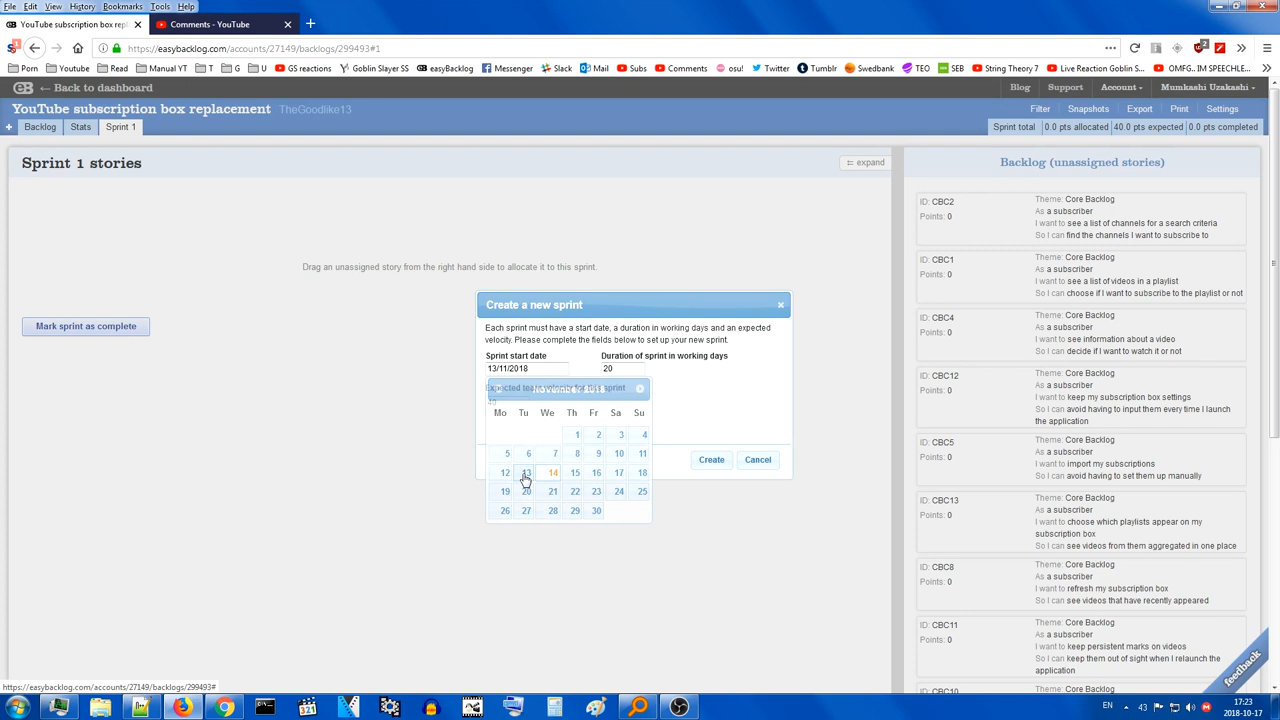 File Edit View History Bookmarks Tools Help
YouTube subscription box repl
Comments - YouTube
https://easybacklog.com/accounts/27149/backlogs/299493#1
Porn Youtube Read Manual YT T G U GS reactions Goblin Slayer SS easyBacklog Messenger Slack Mail Subs Comments osu! Twitter Tumblr Swedbank TEO SEB String Theory 7 Live Reaction Goblin S... OMFG.. IM SPEECHLE...
Back to dashboard
Blog Support Account Mumkashi Uzakashi
YouTube subscription box replacement TheGoodlike13
Filter Snapshots Export Print Settings
+ Backlog Stats Sprint 1
Sprint total 0.0 pts allocated 40.0 pts expected 0.0 pts completed
Sprint 1 stories
expand
Drag an unassigned story from the right hand side to allocate it to this sprint.
Mark sprint as complete
Create a new sprint
Each sprint must have a start date, a duration in working days and an expected
velocity. Please complete the fields below to set up your new sprint.
Sprint start date Duration of sprint in working days
13/11/2018 20
Expected team velocity for this sprint
40
November 2018
Mo Tu We Th Fr Sa Su
1 2 3 4
5 6 7 8 9 10 11
12 13 14 15 16 17 18
19 20 21 22 23 24 25
26 27 28 29 30
Create Cancel
Backlog (unassigned stories)
ID: CBC2
Points: 0
Theme: Core Backlog
As a subscriber
I want to see a list of channels for a search criteria
So I can find the channels I want to subscribe to
ID: CBC1
Points: 0
Theme: Core Backlog
As a subscriber
I want to see a list of videos in a playlist
So I can choose if I want to subscribe to the playlist or not
ID: CBC4
Points: 0
Theme: Core Backlog
As a subscriber
I want to see information about a video
So I can decide if I want to watch it or not
ID: CBC12
Points: 0
Theme: Core Backlog
As a subscriber
I want to keep my subscription box settings
So I can avoid having to input them every time I launch
the application
ID: CBC5
Points: 0
Theme: Core Backlog
As a subscriber
I want to import my subscriptions
So I can avoid having to set them up manually
ID: CBC13
Points: 0
Theme: Core Backlog
As a subscriber
I want to choose which playlists appear on my
subscription box
So I can see videos from them aggregated in one place
ID: CBC8
Points: 0
Theme: Core Backlog
As a subscriber
I want to refresh my subscription box
So I can see videos that have recently appeared
ID: CBC11
Points: 0
Theme: Core Backlog
As a subscriber
I want to keep persistent marks on videos
So I can keep them out of sight when I relaunch the
application
ID: CBC10
Theme: Core Backlog
feedback
https://easybacklog.com/accounts/27149/backlogs/299493#
EN 43 17:23
2018-10-17